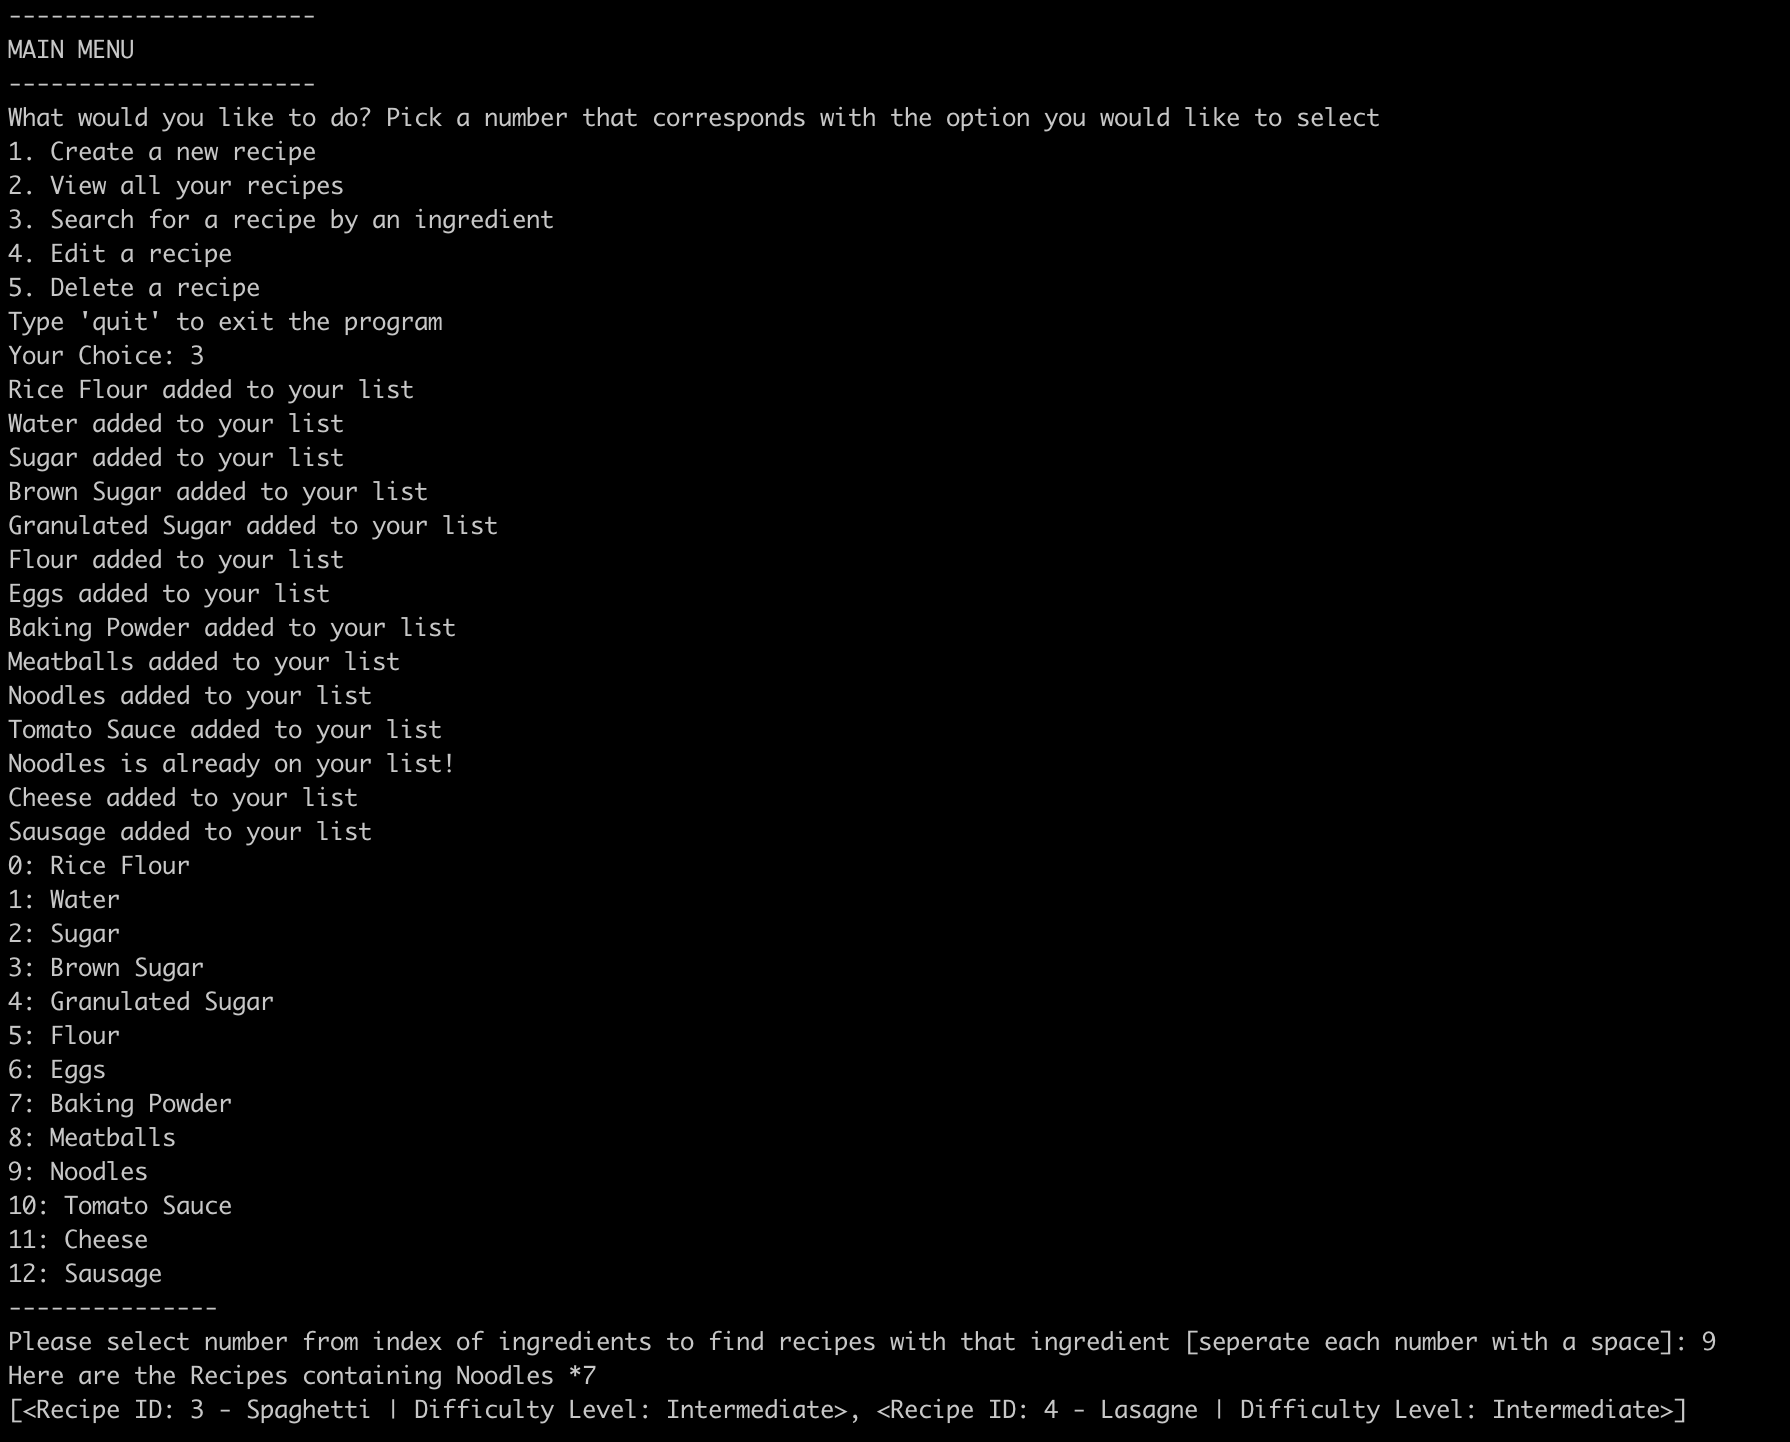 ----------------------
MAIN MENU
----------------------
What would you like to do? Pick a number that corresponds with the option you would like to select
1. Create a new recipe
2. View all your recipes
3. Search for a recipe by an ingredient
4. Edit a recipe
5. Delete a recipe
Type 'quit' to exit the program
Your Choice: 3
Rice Flour added to your list
Water added to your list
Sugar added to your list
Brown Sugar added to your list
Granulated Sugar added to your list
Flour added to your list
Eggs added to your list
Baking Powder added to your list
Meatballs added to your list
Noodles added to your list
Tomato Sauce added to your list
Noodles is already on your list!
Cheese added to your list
Sausage added to your list
0: Rice Flour
1: Water
2: Sugar
3: Brown Sugar
4: Granulated Sugar
5: Flour
6: Eggs
7: Baking Powder
8: Meatballs
9: Noodles
10: Tomato Sauce
11: Cheese
12: Sausage
---------------
Please select number from index of ingredients to find recipes with that ingredient [seperate each number with a space]: 9
Here are the Recipes containing Noodles *7
[<Recipe ID: 3 - Spaghetti | Difficulty Level: Intermediate>, <Recipe ID: 4 - Lasagne | Difficulty Level: Intermediate>]